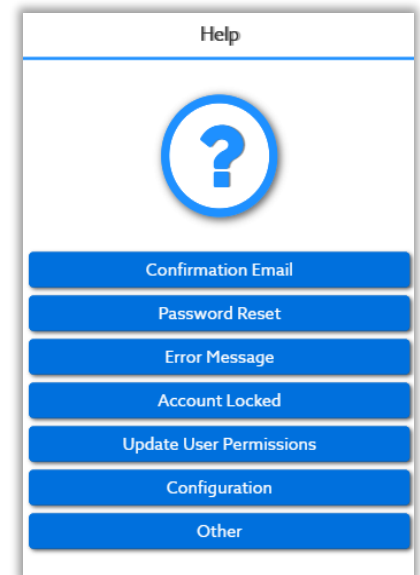 Help
?
Confirmation Email
Password Reset
Error Message
Account Locked
Update User Permissions
Configuration
Other